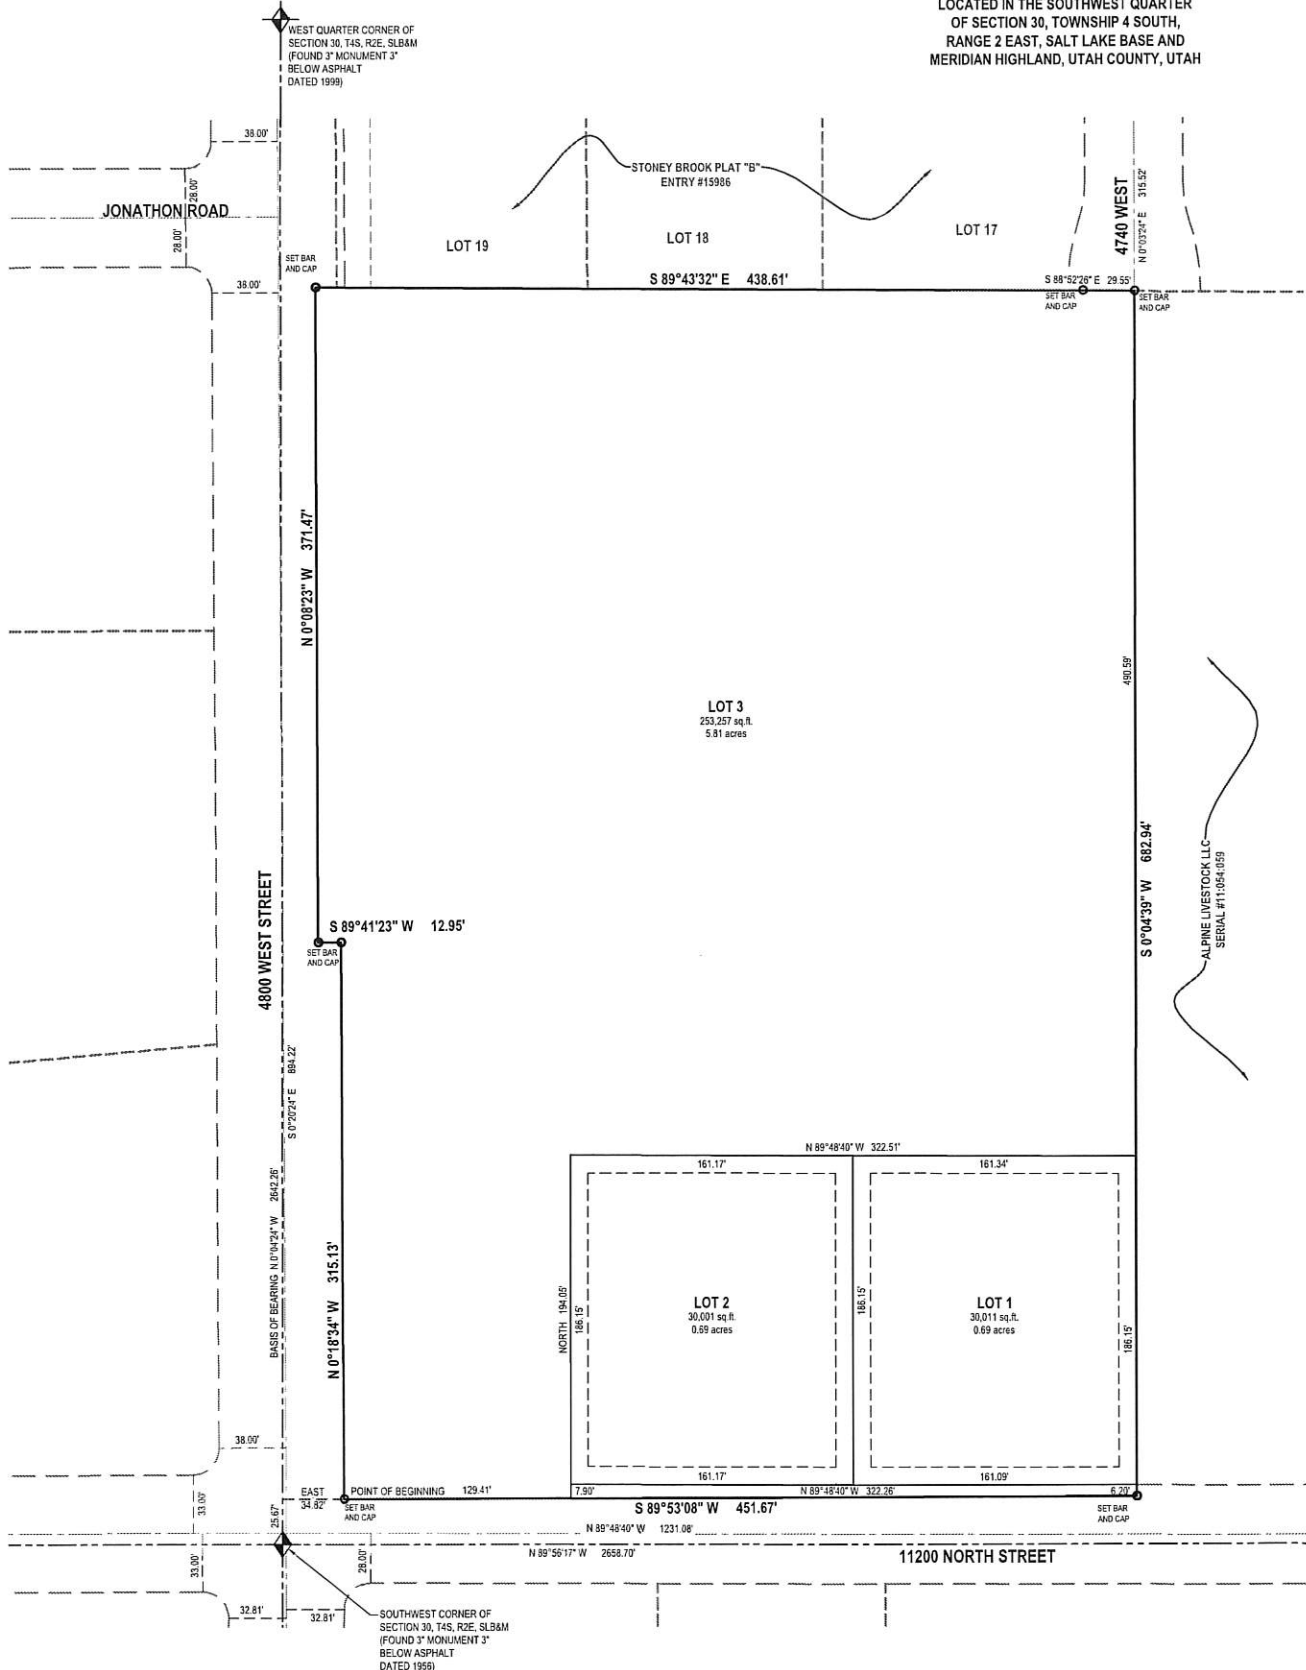 LOCATED IN THE SOUTHWEST QUARTER
OF SECTION 30, TOWNSHIP 4 SOUTH,
RANGE 2 EAST, SALT LAKE BASE AND
MERIDIAN HIGHLAND, UTAH COUNTY, UTAH
WEST QUARTER CORNER OF
SECTION 30, T4S, R2E, SLB&M
(FOUND 3" MONUMENT 3"
BELOW ASPHALT
DATED 1999)
38.00'
28.00'
JONATHON ROAD
28.00'
38.00'
STONEY BROOK PLAT "B"
ENTRY #15986
LOT 19
LOT 18
LOT 17
4740 WEST
N 0°03'24" E 315.52'
SET BAR
AND CAP
S 89°43'32" E 438.61'
S 88°52'26" E 29.55'
SET BAR
AND CAP
SET BAR
AND CAP
N 0°08'23" W 371.47'
490.59'
LOT 3
253,257 sq.ft.
5.81 acres
S 0°04'39" W 682.94'
ALPINE LIVESTOCK LLC
SERIAL #11:054:059
4800 WEST STREET
S 89°41'23" W 12.95'
SET BAR
AND CAP
S 0°20'24" E 894.22'
BASIS OF BEARING N 0°04'24" W 2642.26'
N 0°18'34" W 315.13'
N 89°48'40" W 322.51'
161.17'
161.34'
NORTH 194.05'
186.15'
LOT 2
30,001 sq.ft.
0.69 acres
186.15'
LOT 1
30,011 sq.ft.
0.69 acres
186.15'
38.00'
161.17'
161.09'
33.00'
EAST
34.82'
POINT OF BEGINNING
129.41'
7.90'
N 89°48'40" W 322.26'
6.20'
SET BAR
AND CAP
S 89°53'08" W 451.67'
SET BAR
AND CAP
25.67'
N 89°48'40" W 1231.08'
N 89°56'17" W 2658.70'
11200 NORTH STREET
33.00'
28.00'
32.81'
32.81'
SOUTHWEST CORNER OF
SECTION 30, T4S, R2E, SLB&M
(FOUND 3" MONUMENT 3"
BELOW ASPHALT
DATED 1956)